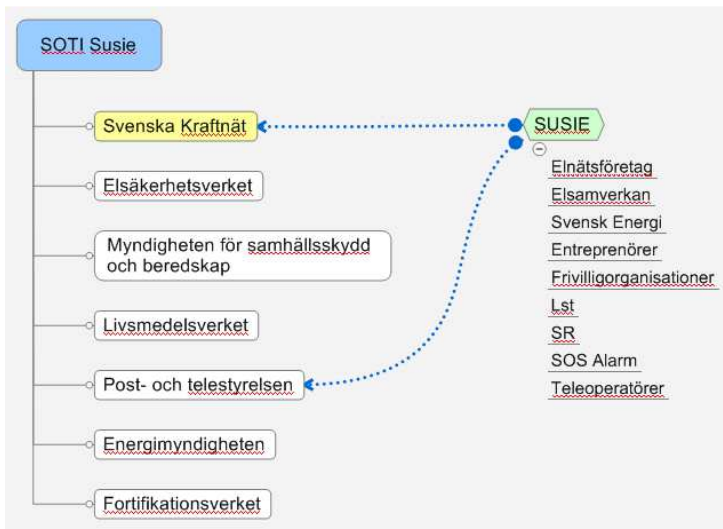 SOTI Susie
Svenska Kraftnät
Elsäkerhetsverket
Myndigheten för samhällsskydd
och beredskap
Livsmedelsverket
Post- och telestyrelsen
Energimyndigheten
Fortifikationsverket
SUSIE
Elnätsföretag
Elsamverkan
Svensk Energi
Entreprenörer
Frivilligorganisationer
Lst
SR
SOS Alarm
Teleoperatörer